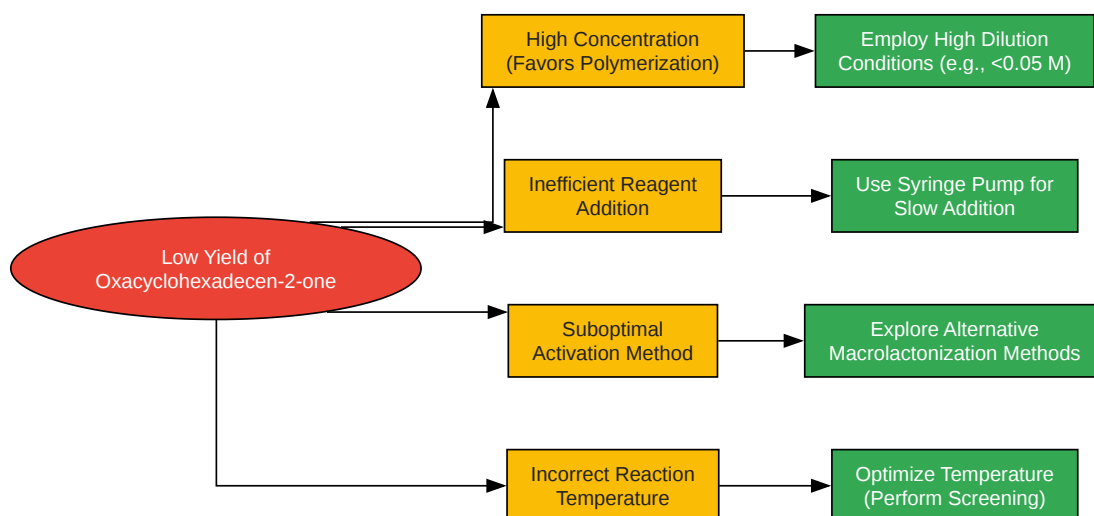 High Concentration
(Favors Polymerization)
Employ High Dilution
Conditions (e.g., <0.05 M)
Inefficient Reagent
Addition
Use Syringe Pump for
Slow Addition
Low Yield of
Oxacyclohexadecen-2-one
Suboptimal
Activation Method
Explore Alternative
Macrolactonization Methods
Incorrect Reaction
Temperature
Optimize Temperature
(Perform Screening)